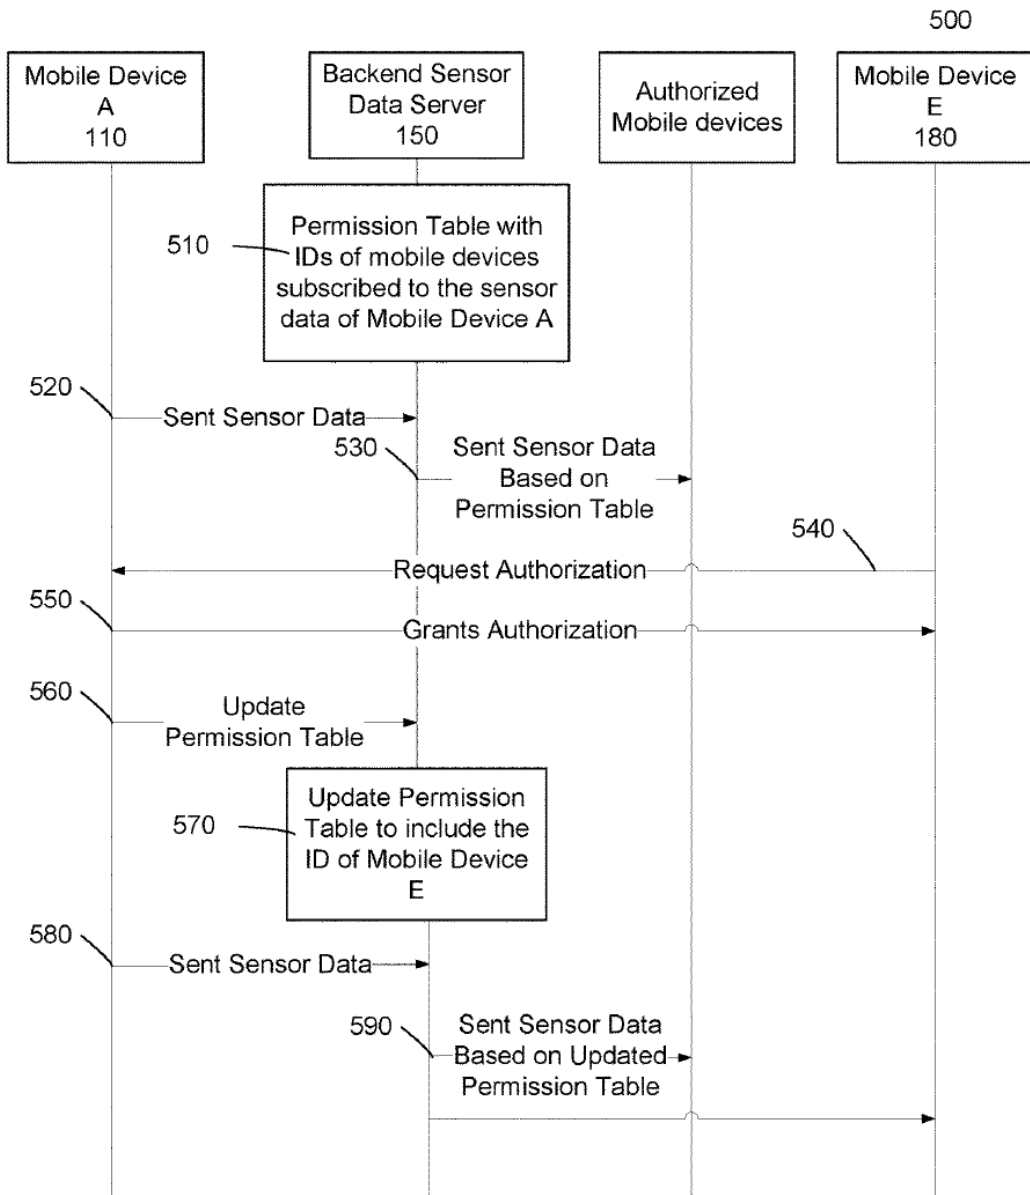 500
Mobile Device
A
110
Backend Sensor
Data Server
150
Authorized
Mobile devices
Mobile Device
E
180
510
Permission Table with
IDs of mobile devices
subscribed to the sensor
data of Mobile Device A
520
Sent Sensor Data
530
Sent Sensor Data
Based on
Permission Table
540
Request Authorization
550
Grants Authorization
560
Update
Permission Table
570
Update Permission
Table to include the
ID of Mobile Device
E
580
Sent Sensor Data
590
Sent Sensor Data
Based on Updated
Permission Table